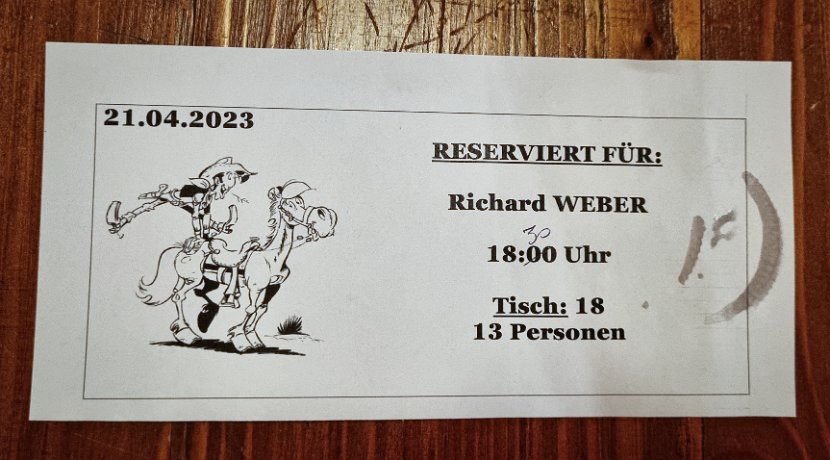 21.04.2023
RESERVIERT FÜR:
Richard WEBER
30
18:00 Uhr
Tisch: 18
13 Personen